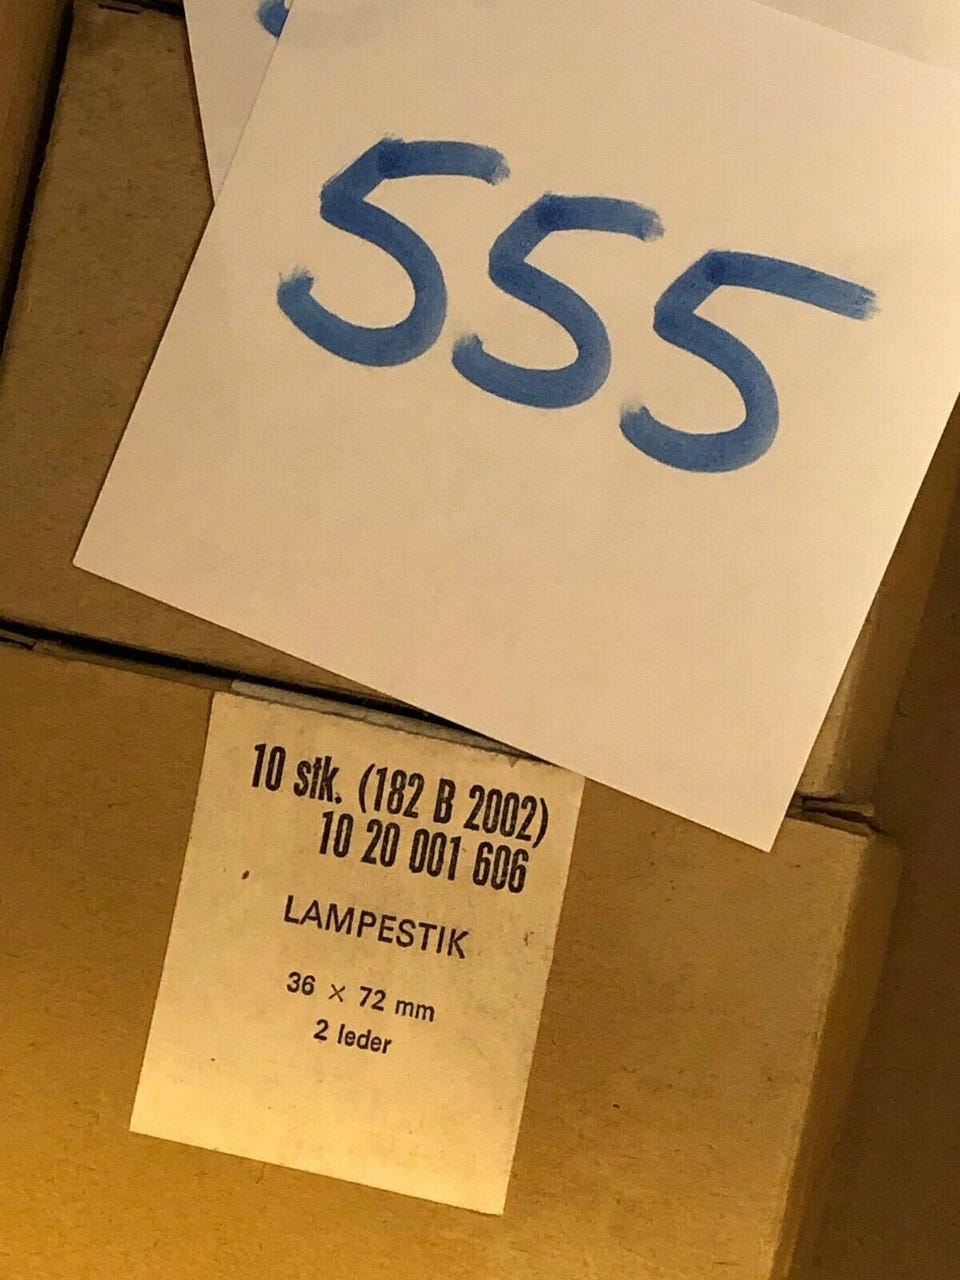 555
10 stk. (182 B 2002)
10 20 001 606
LAMPESTIK
36 × 72 mm
2 leder